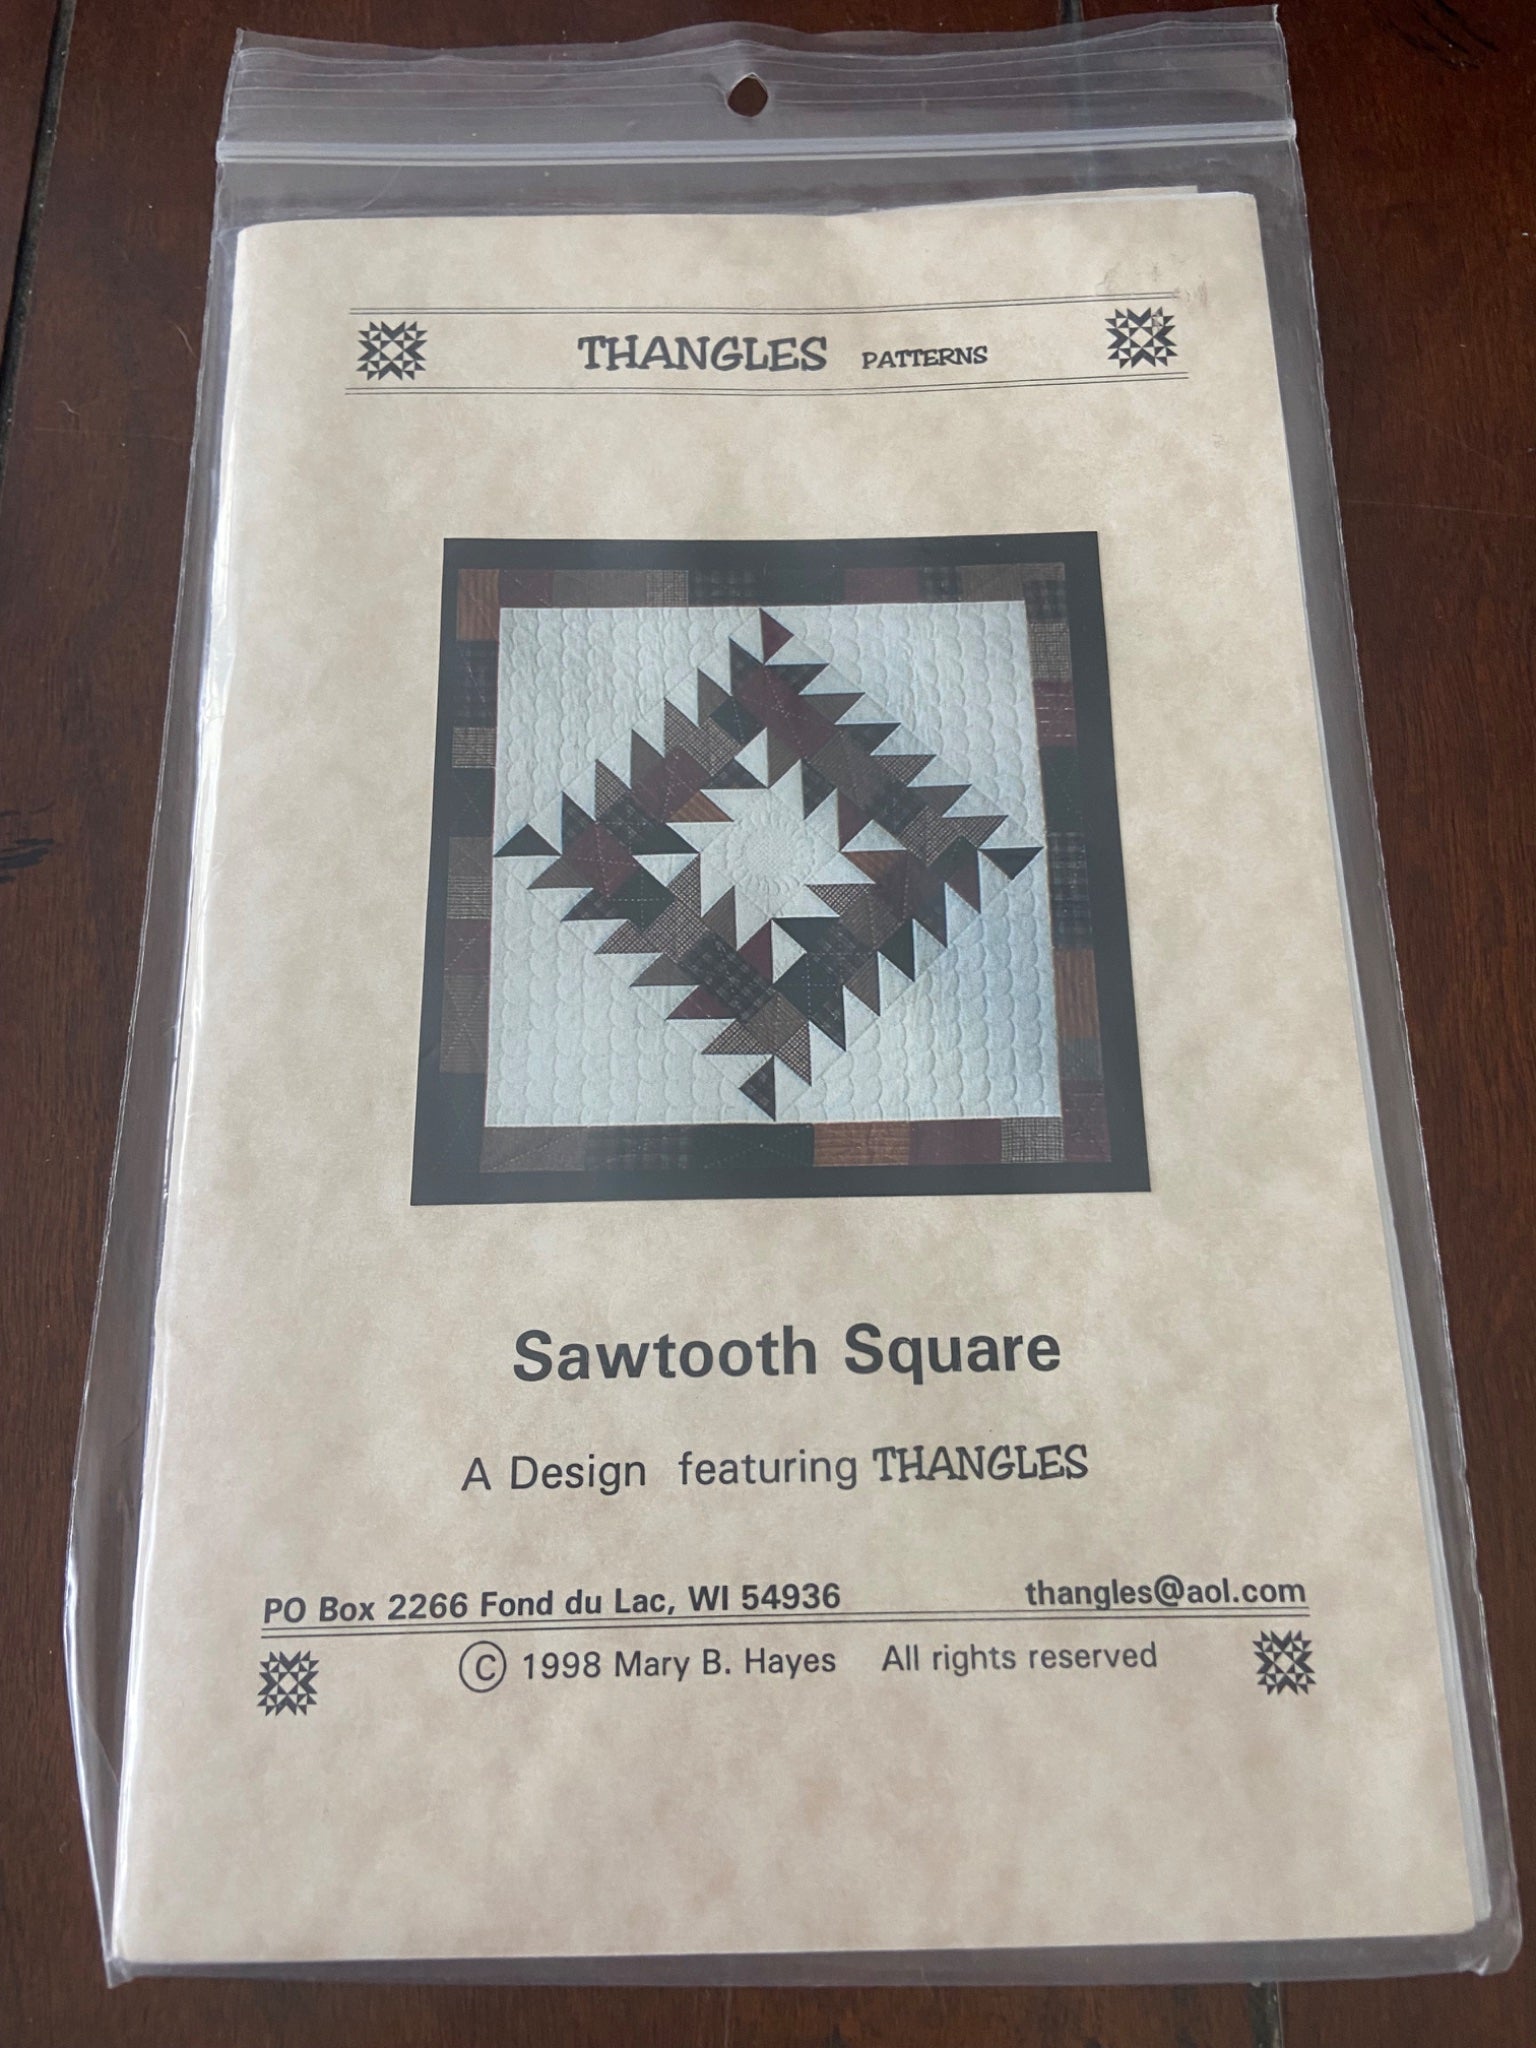 THANGLES PATTERNS
Sawtooth Square
A Design featuring THANGLES
PO Box 2266 Fond du Lac, WI 54936 thangles@aol.com
© 1998 Mary B. Hayes All rights reserved